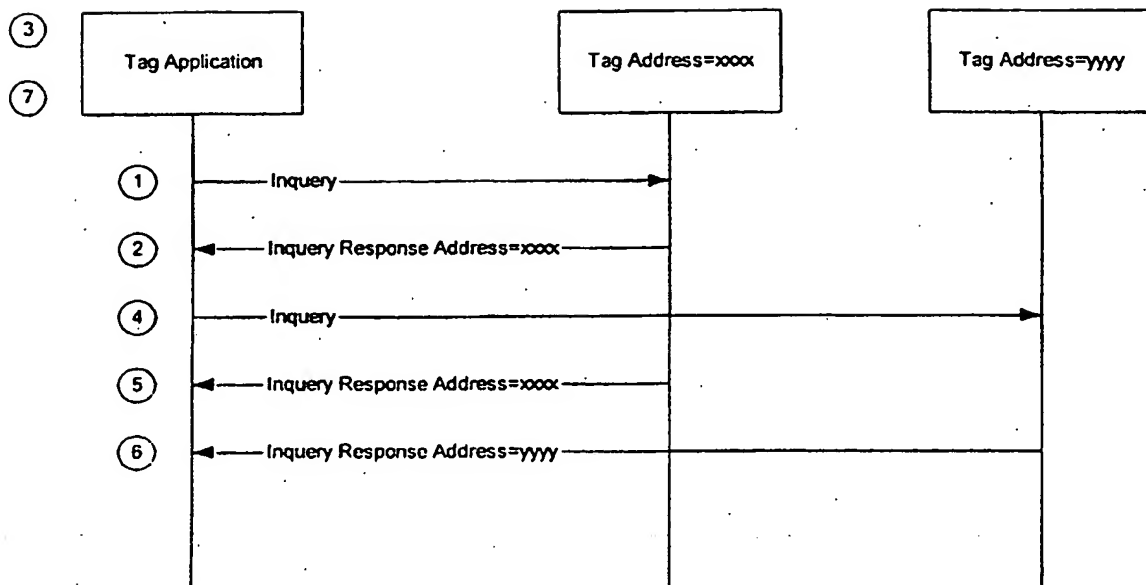 3
Tag Application
Tag Address=xxxx
Tag Address=yyyy
7
1
Inquery
2
Inquery Response Address=xxxx
4
Inquery
5
Inquery Response Address=xxxx
6
Inquery Response Address=yyyy